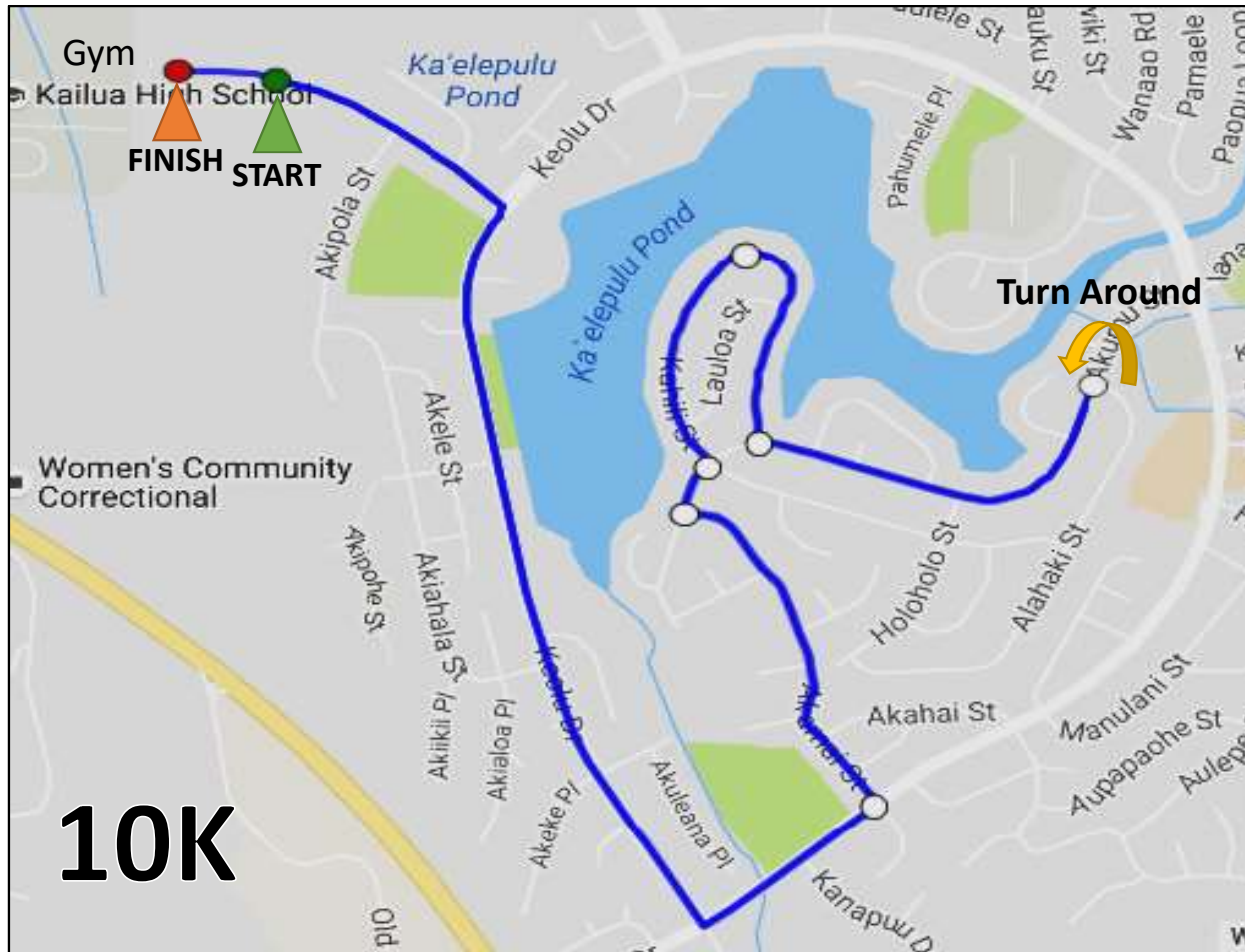 Gym
Kailua High School
FINISH
START
Ka'elepulu
Pond
Keolu Dr
Akipola St
Ka'elepulu Pond
Pahumele Pl
Wanaao Rd
Pamaele
Lauloa St
Kuhili St
Turn Around
Akele St
Women's Community
Correctional
Akipohe St
Akiahala St
Akiikii Pl
Akialoa Pl
Keolu Dr
Akeke Pl
Akuleana Pl
Akumai St
Holoholo St
Alahaki St
Akahai St
Manulani St
Aupapaohe St
Kanapuu D
10K
Old